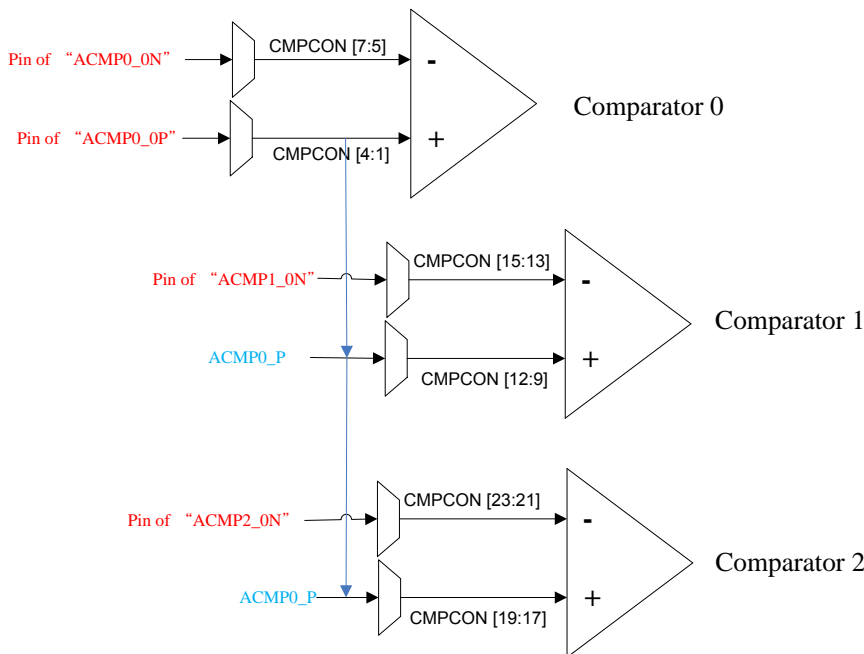 Pin of “ACMP0_0N”
CMPCON [7:5]
-
Comparator 0
Pin of “ACMP0_0P”
+
CMPCON [4:1]
Pin of “ACMP1_0N”
CMPCON [15:13]
-
Comparator 1
ACMP0_P
+
CMPCON [12:9]
Pin of “ACMP2_0N”
CMPCON [23:21]
-
Comparator 2
ACMP0_P
+
CMPCON [19:17]